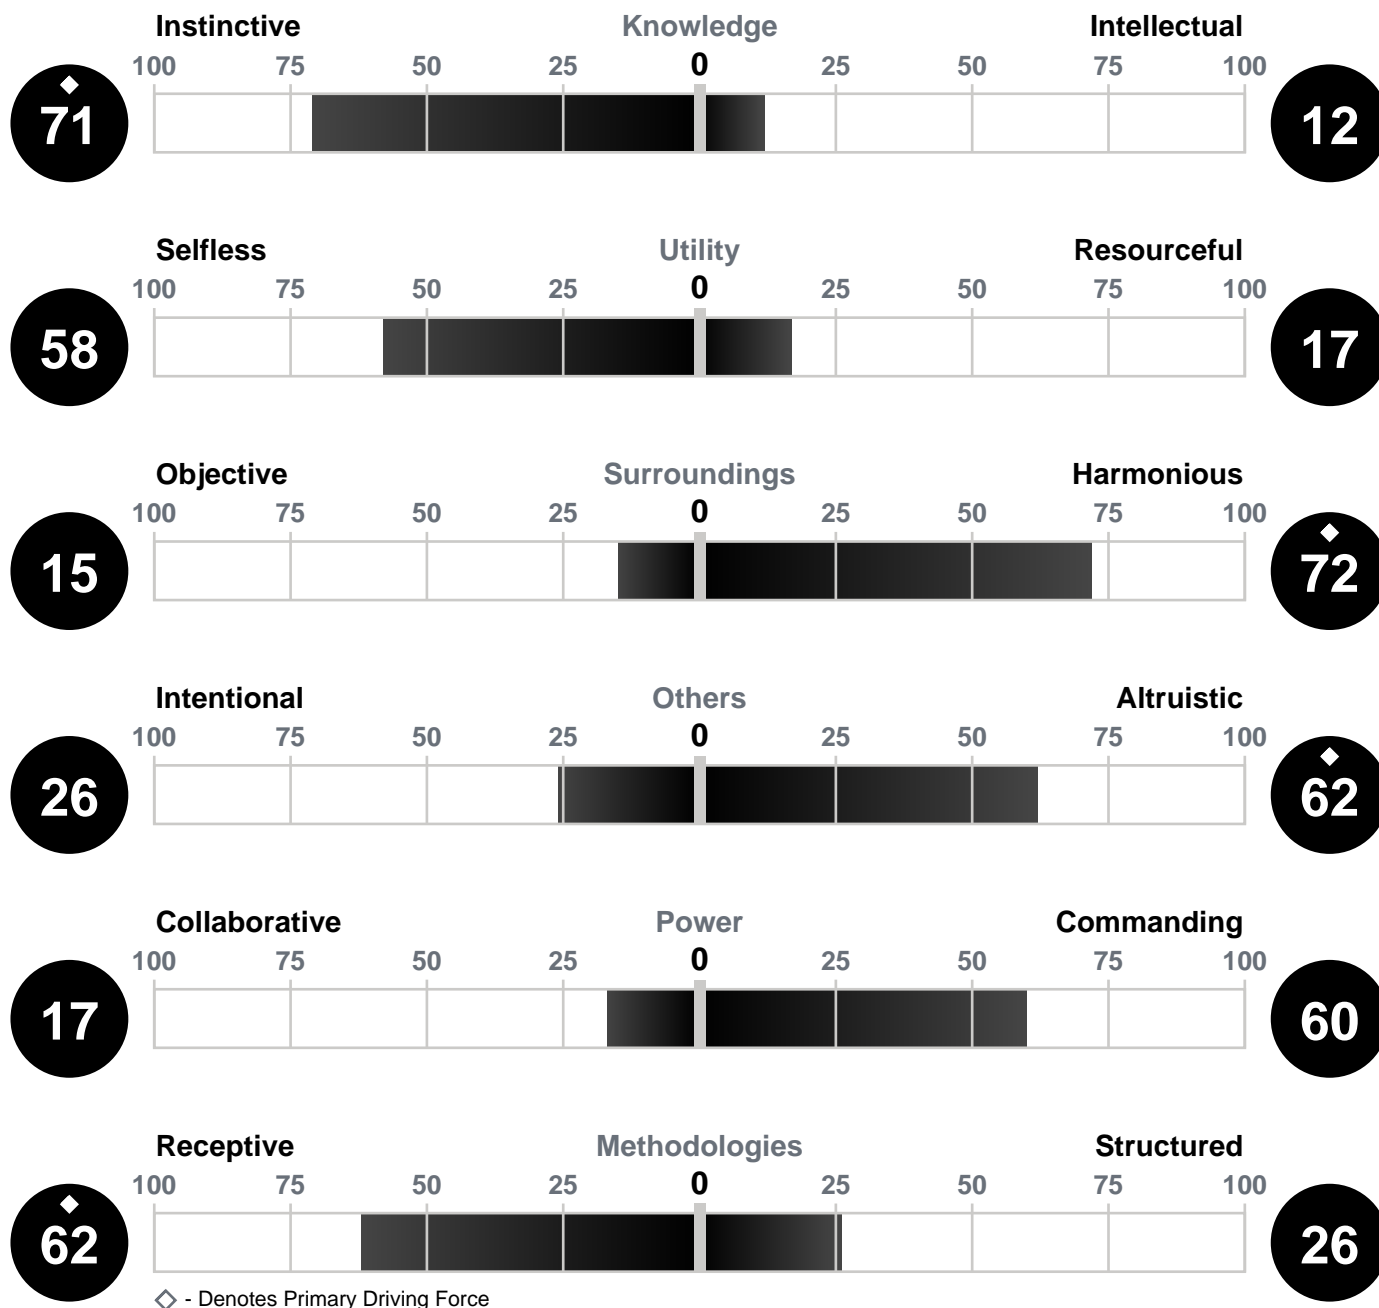 Instinctive Knowledge Intellectual
100 75 50 25 0 25 50 75 100
71 12
Selfless Utility Resourceful
100 75 50 25 0 25 50 75 100
58 17
Objective Surroundings Harmonious
100 75 50 25 0 25 50 75 100
15 72
Intentional Others Altruistic
100 75 50 25 0 25 50 75 100
26 62
Collaborative Power Commanding
100 75 50 25 0 25 50 75 100
17 60
Receptive Methodologies Structured
100 75 50 25 0 25 50 75 100
62 26
- Denotes Primary Driving Force